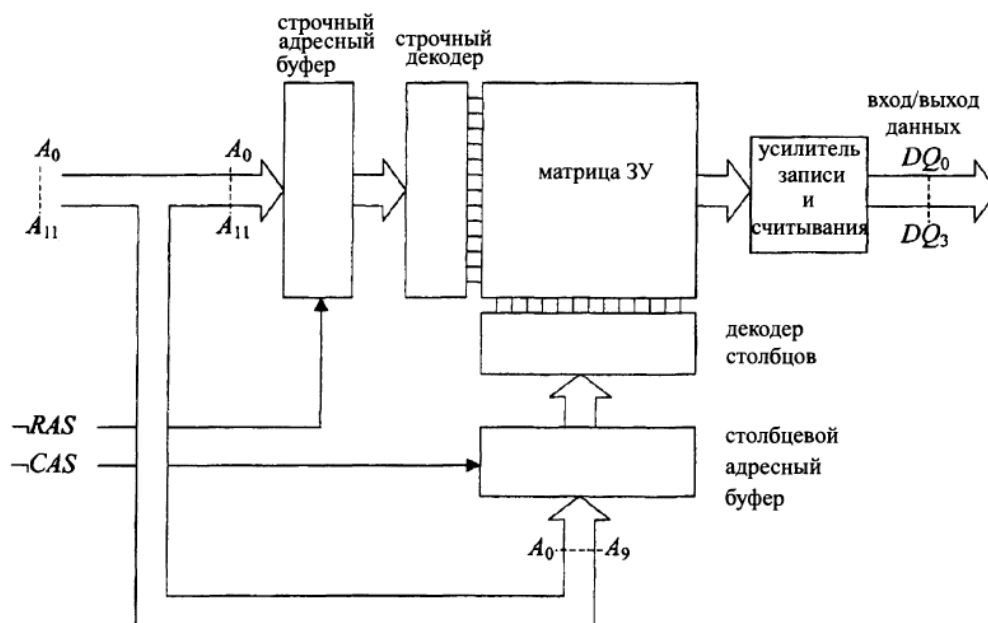 строчный
адресный
буфер
строчный
декодер
вход/выход
данных
A₀
A₁₁
A₀
A₁₁
матрица ЗУ
усилитель
записи
и
считывания
DQ₀
DQ₃
декодер
столбцов
¬RAS
¬CAS
столбцевой
адресный
буфер
A₀
A₉